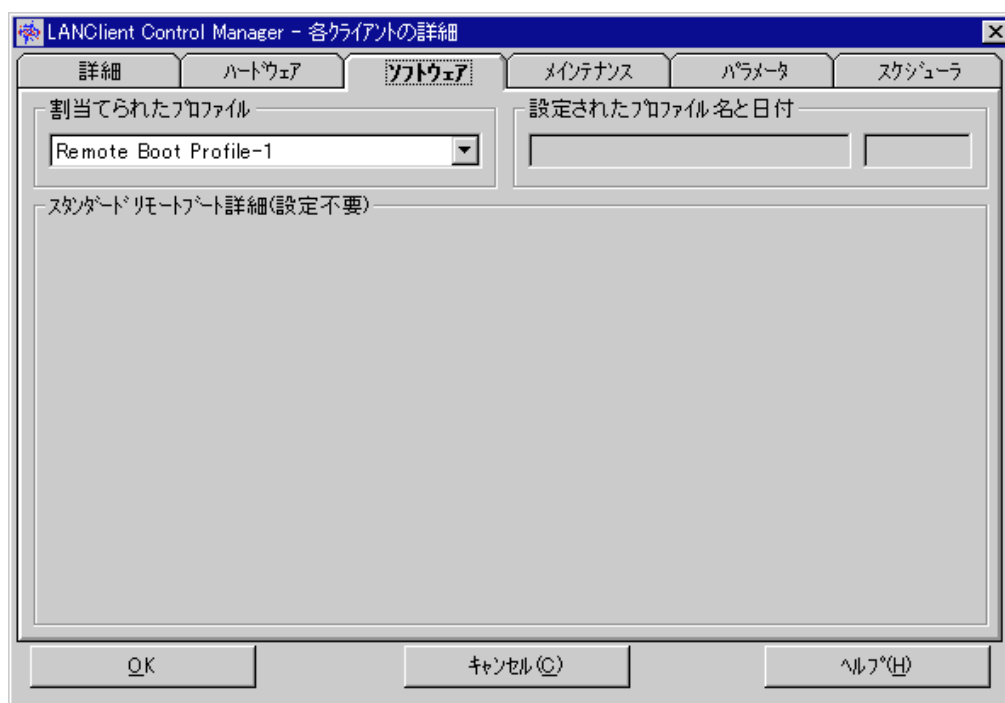 LANClient Control Manager - 各ｸﾗｲｱﾝﾄの詳細
詳細 ﾊｰﾄﾞｳｪｱ ｿﾌﾄｳｪｱ ﾒｲﾝﾃﾅﾝｽ ﾊﾟﾗﾒｰﾀ ｽｹｼﾞｭｰﾗ
割当てられたﾌﾟﾛﾌｧｲﾙ
Remote Boot Profile-1
設定されたﾌﾟﾛﾌｧｲﾙ名と日付
ｽﾀﾝﾀﾞｰﾄﾞﾘﾓｰﾄﾌﾞｰﾄ詳細(設定不要)
OK ｷｬﾝｾﾙ(C) ﾍﾙﾌﾟ(H)